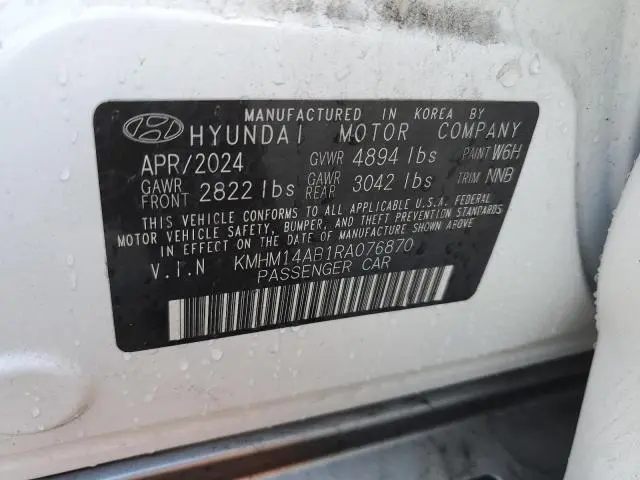 MANUFACTURED IN KOREA BY
HYUNDAI MOTOR COMPANY
APR/2024 GVWR 4894 lbs PAINT W6H
GAWR FRONT 2822 lbs GAWR REAR 3042 lbs TRIM NNB
THIS VEHICLE CONFORMS TO ALL APPLICABLE U.S.A. FEDERAL
MOTOR VEHICLE SAFETY, BUMPER, AND THEFT PREVENTION STANDARDS
IN EFFECT ON THE DATE OF MANUFACTURE SHOWN ABOVE
V.I.N KMHM14AB1RA076870
PASSENGER CAR